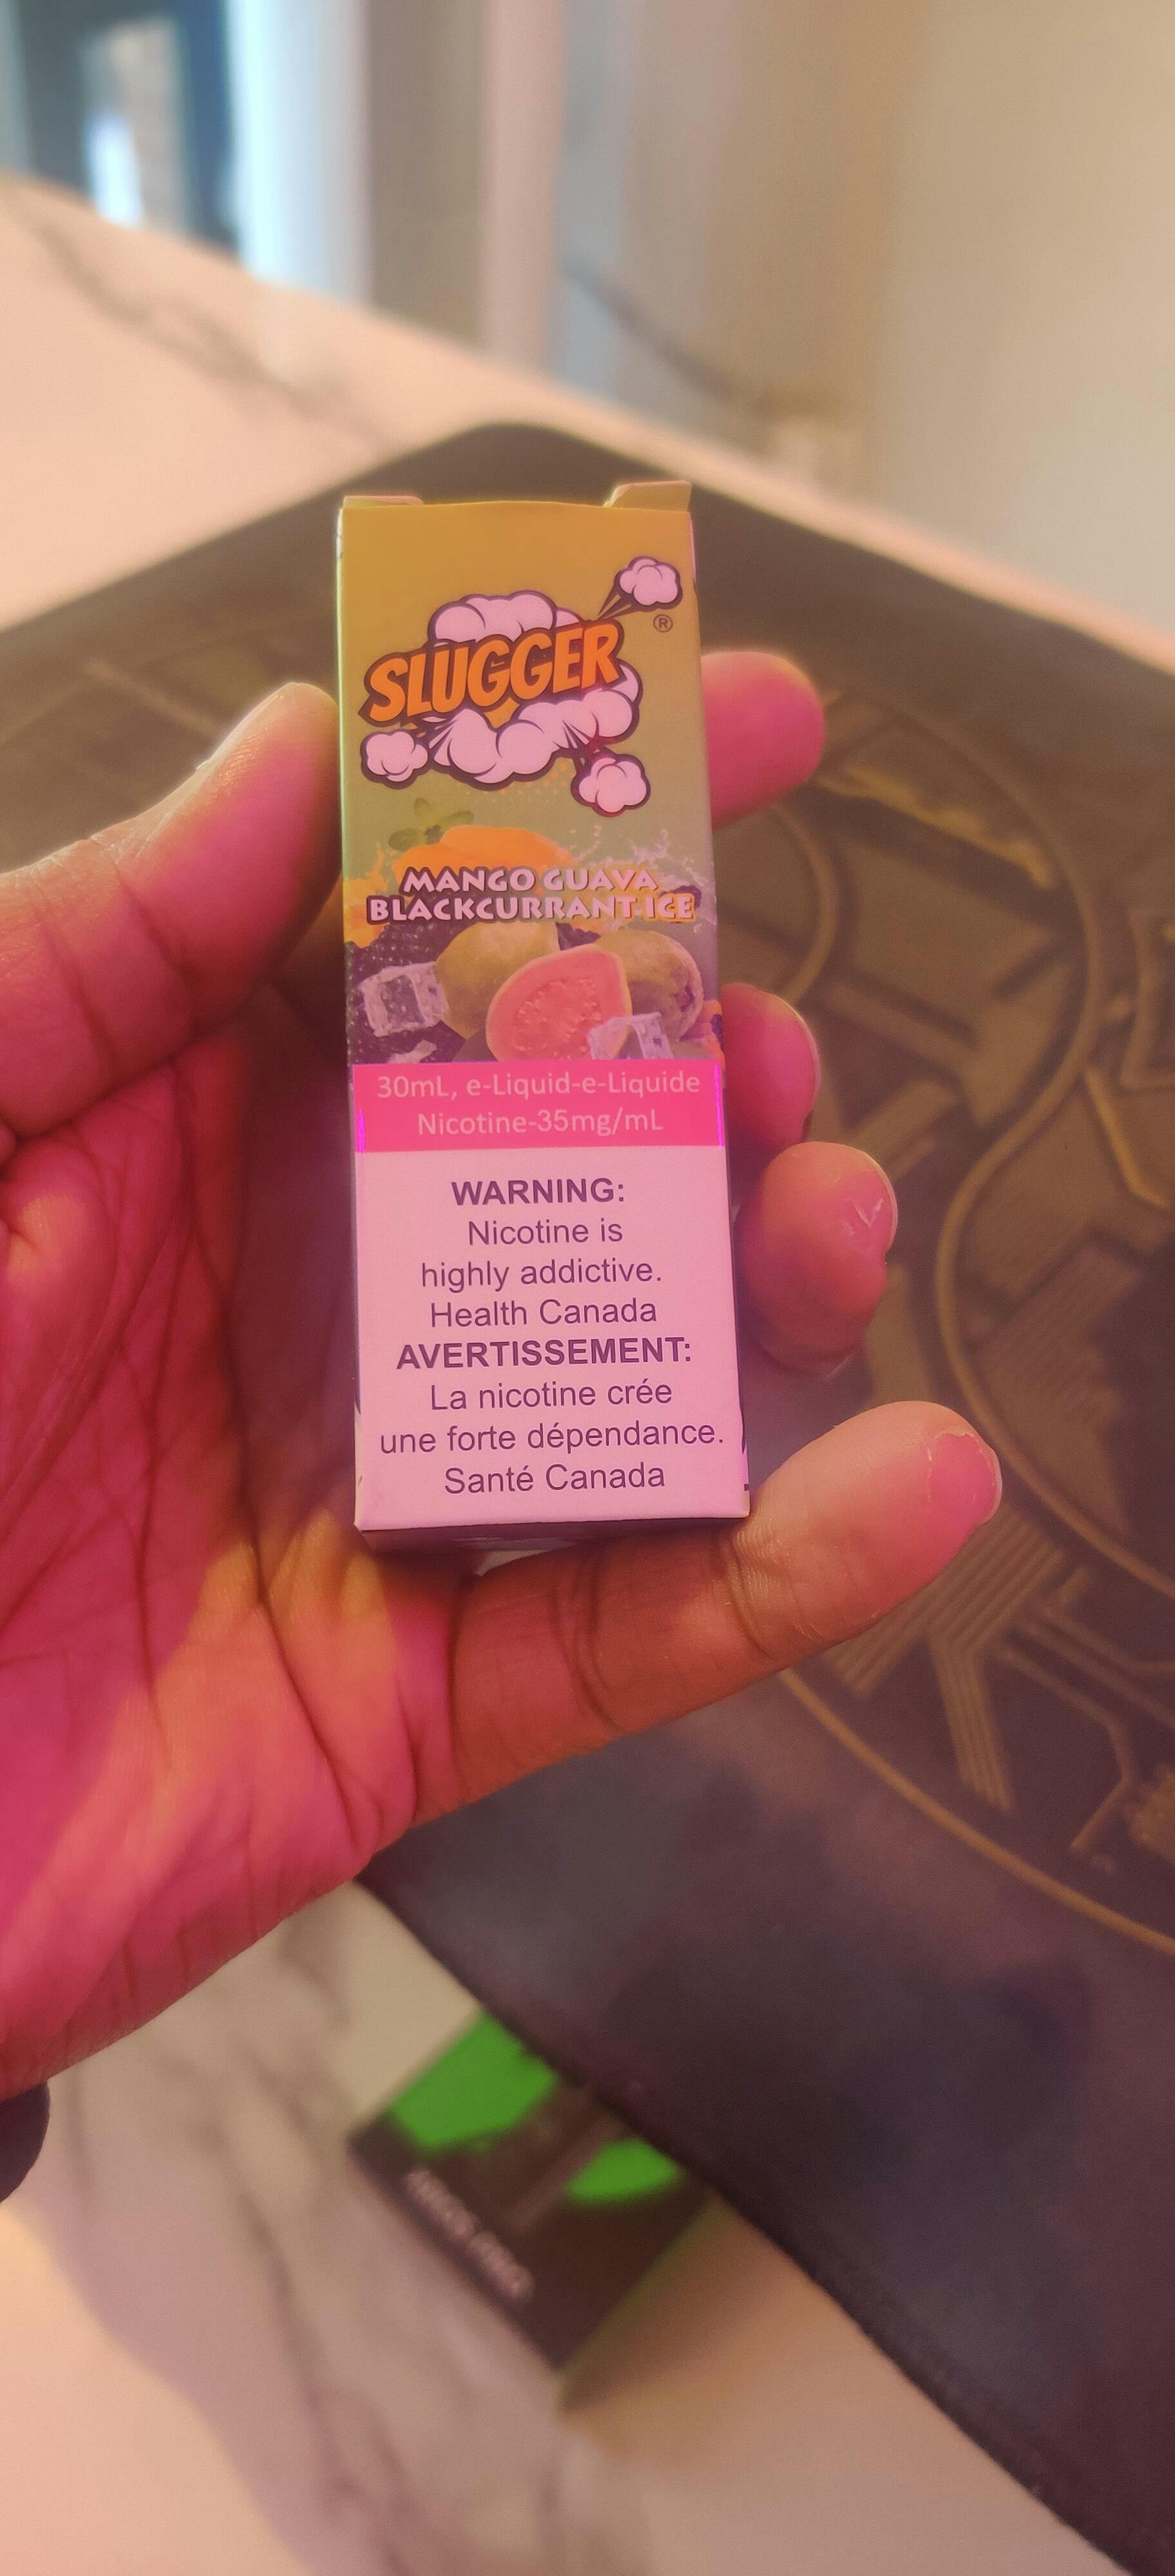 SLUGGER
®
MANGO GUAVA
BLACKCURRANT ICE
30mL, e-Liquid-e-Liquide
Nicotine-35mg/mL
WARNING:
Nicotine is
highly addictive.
Health Canada
AVERTISSEMENT:
La nicotine crée
une forte dépendance.
Santé Canada